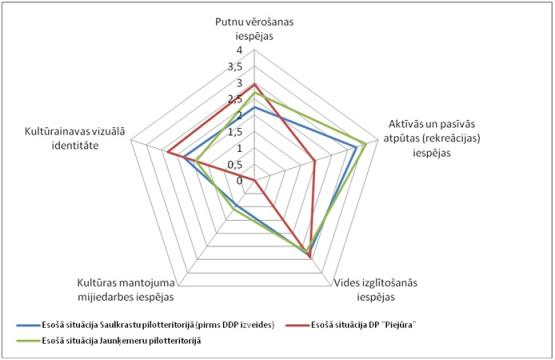 Putnu vērošanas
iespējas
4
3,5
3
2,5
2
1,5
1
0,5
0
Aktīvās un pasīvās
atpūtas (rekreācijas)
iespējas
Kultūrainavas vizuālā
identitāte
Kultūras mantojuma
mijiedarbes iespējas
Vides izglītošanās
iespējas
Esošā situācija Saulkrastu pilotteritorijā (pirms DDP izveides)
Esošā situācija DP "Piejūra"
Esošā situācija Jaunķemeru pilotteritorijā